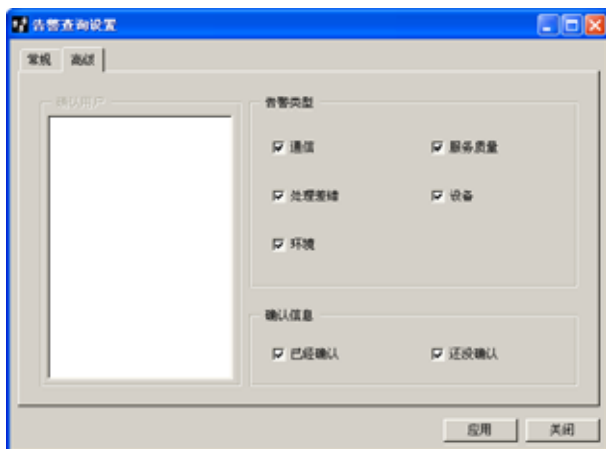 告警查询设置
常规 高级
确认用户
告警类型
通信 服务质量
处理差错 设备
环境
确认信息
已经确认 还没确认
应用 关闭